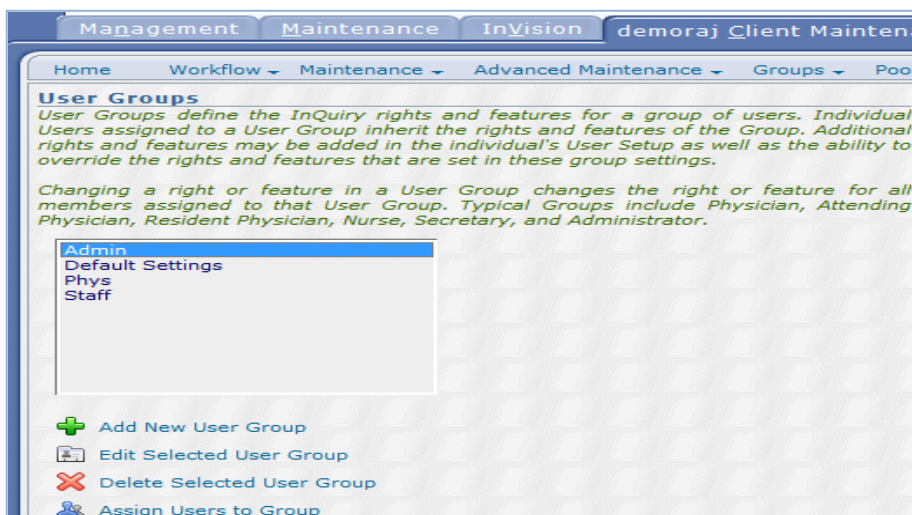 Management Maintenance InVision demoraj Client
Home Workflow Maintenance Advanced Maintenance Groups
User Groups
User Groups define the InQuiry rights and features for a group of users. Individual
Users assigned to a User Group inherit the rights and features of the Group. Additional
rights and features may be added in the individual's User Setup as well as the ability to
override the rights and features that are set in these group settings.
Changing a right or feature in a User Group changes the right or feature for all
members assigned to that User Group. Typical Groups include Physician, Attending
Physician, Resident Physician, Nurse, Secretary, and Administrator.
Admin
Default Settings
Phys
Staff
Add New User Group
Edit Selected User Group
Delete Selected User Group
Assign Users to Group